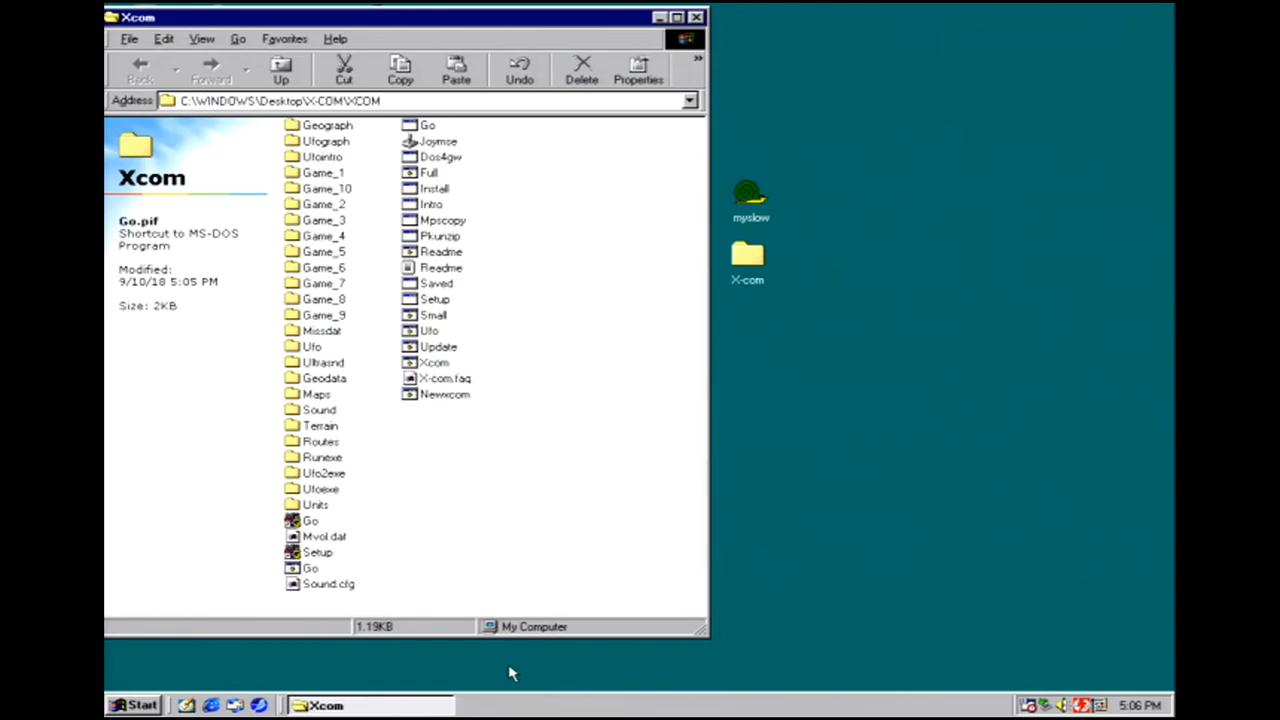 Xcom
File Edit View Go Favorites Help
Back Forward Up Cut Copy Paste Undo Delete Properties »
Address C:\WINDOWS\Desktop\X-COM\XCOM
Xcom
Go.pif
Shortcut to MS-DOS
Program
Modified:
9/10/18 5:05 PM
Size: 2KB
Geograph
Ufograph
Ufointro
Game_1
Game_10
Game_2
Game_3
Game_4
Game_5
Game_6
Game_7
Game_8
Game_9
Missdat
Ufo
Ultrasnd
Geodata
Maps
Sound
Terrain
Routes
Runexe
Ufo2exe
Ufoexe
Units
Go
Mvol.dat
Setup
Go
Sound.cfg
Go
Joymse
Dos4gw
Full
Install
Intro
Mpscopy
Pkunzip
Readme
Readme
Saved
Setup
Small
Ufo
Update
Xcom
X-com.faq
Newxcom
myslow
X-com
1.19KB My Computer
Start Xcom 5:06 PM